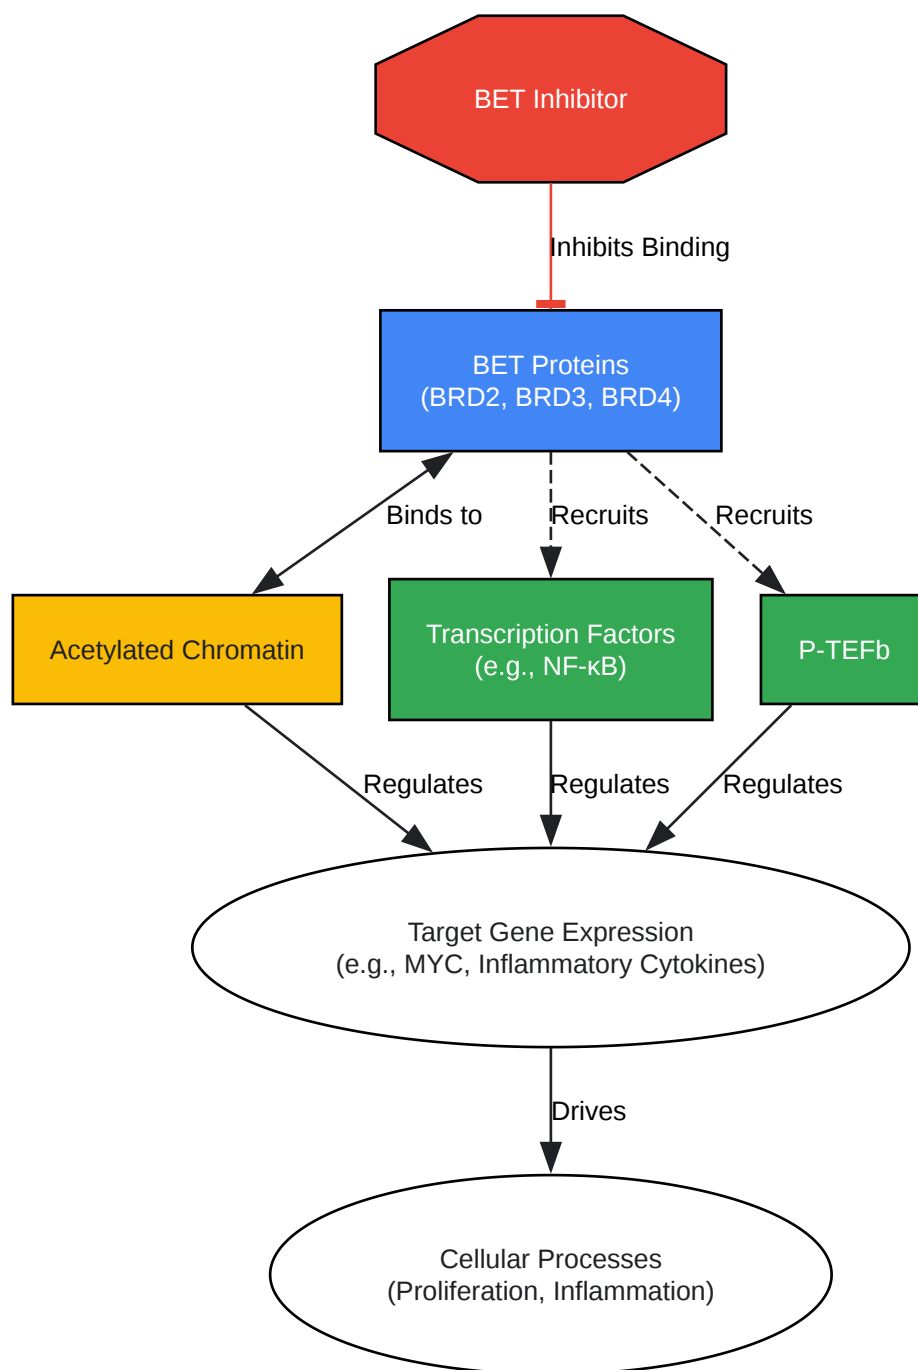 BET Inhibitor
Inhibits Binding
BET Proteins
(BRD2, BRD3, BRD4)
Binds to
Recruits
Recruits
Acetylated Chromatin
Transcription Factors
(e.g., NF-κB)
P-TEFb
Regulates
Regulates
Regulates
Target Gene Expression
(e.g., MYC, Inflammatory Cytokines)
Drives
Cellular Processes
(Proliferation, Inflammation)